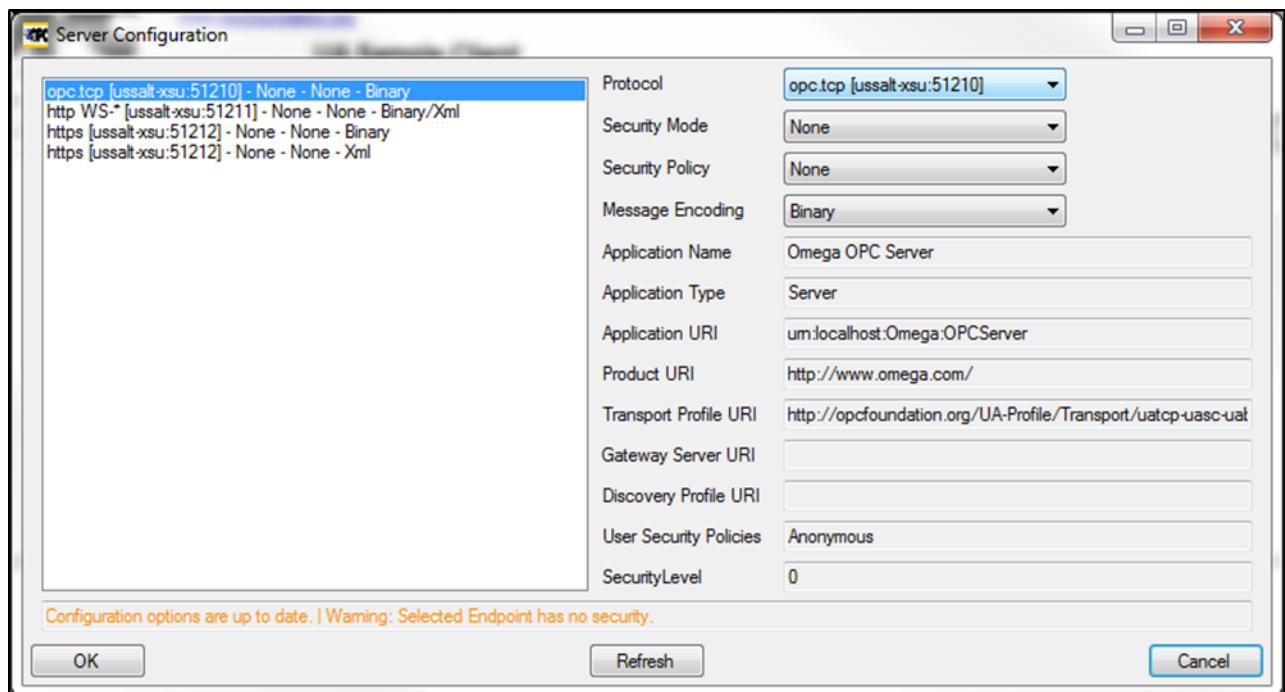 OPC Server Configuration
opc.tcp [ussalt-xsu:51210] - None - None - Binary
http WS-* [ussalt-xsu:51211] - None - None - Binary/Xml
https [ussalt-xsu:51212] - None - None - Binary
https [ussalt-xsu:51212] - None - None - Xml
Protocol opc.tcp [ussalt-xsu:51210]
Security Mode None
Security Policy None
Message Encoding Binary
Application Name Omega OPC Server
Application Type Server
Application URI urn:localhost:Omega:OPCServer
Product URI http://www.omega.com/
Transport Profile URI http://opcfoundation.org/UA-Profile/Transport/uatcp-uasc-uab
Gateway Server URI
Discovery Profile URI
User Security Policies Anonymous
SecurityLevel 0
Configuration options are up to date. | Warning: Selected Endpoint has no security.
OK Refresh Cancel